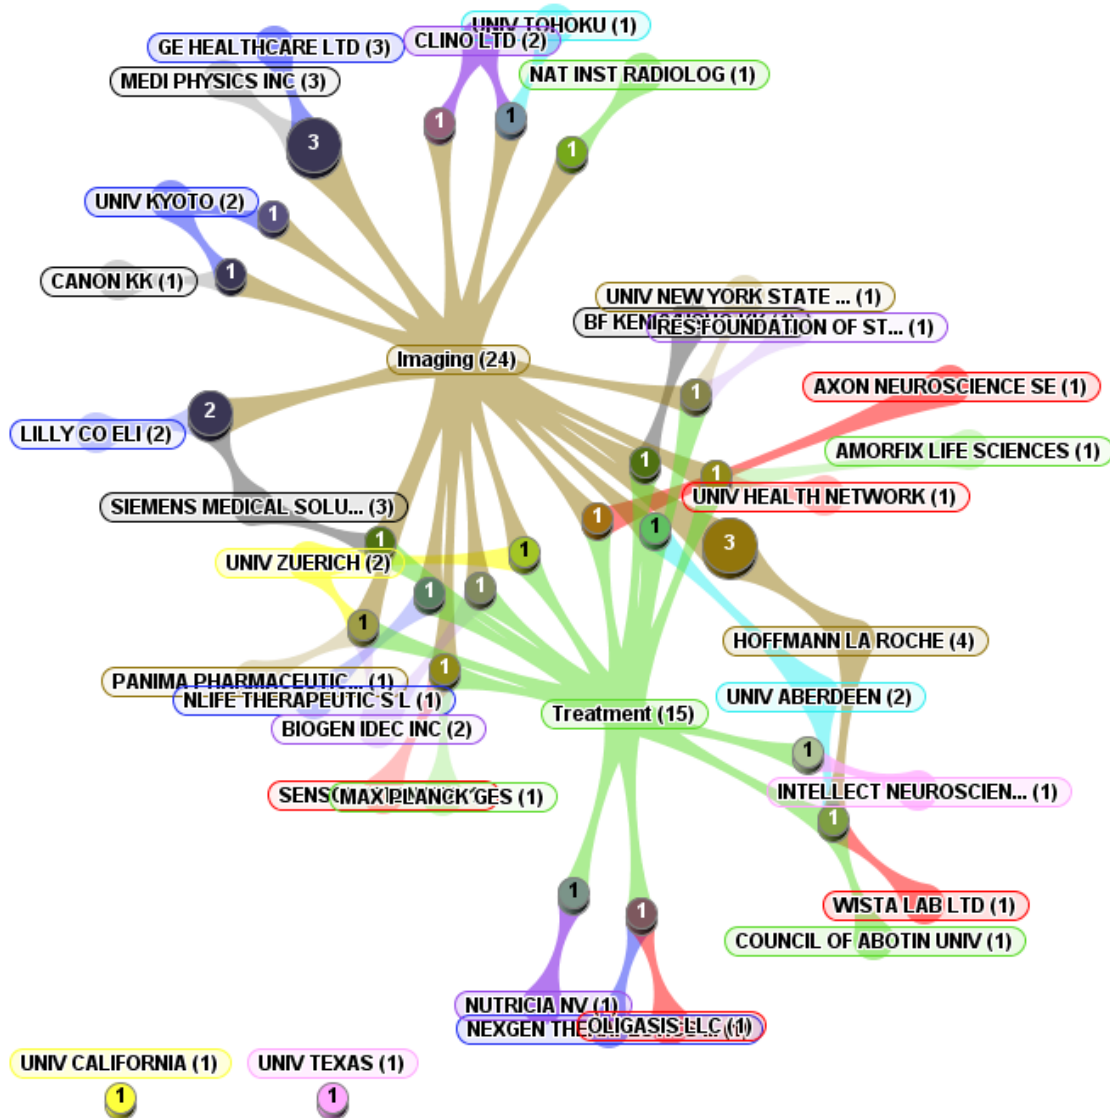 UNIV TOHOKU (1)
GE HEALTHCARE LTD (3)
CLINO LTD (2)
MEDI PHYSICS INC (3)
NAT INST RADIOLOG (1)
1
1
3
1
UNIV KYOTO (2)
1
CANON KK (1)
1
UNIV NEW YORK STATE ... (1)
BF
RES FOUNDATION OF ST... (1)
Imaging (24)
AXON NEUROSCIENCE SE (1)
1
2
LILLY CO ELI (2)
AMORFIX LIFE SCIENCES (1)
1
1
UNIV HEALTH NETWORK (1)
SIEMENS MEDICAL SOLU... (3)
1
1
3
1
1
UNIV ZUERICH (2)
1
1
1
HOFFMANN LA ROCHE (4)
1
PANIMA PHARMACEUTIC... (1)
NLIFE THERAPEUTIC S L (1)
UNIV ABERDEEN (2)
Treatment (15)
BIOGEN IDEC INC (2)
1
INTELLECT NEUROSCIEN... (1)
MAX PLANCK GES (1)
1
1
1
WISTA LAB LTD (1)
COUNCIL OF ABOTIN UNIV (1)
NUTRICIA NV (1)
NEXGEN
OLIGASIS LLC (1)
UNIV CALIFORNIA (1)
UNIV TEXAS (1)
1
1